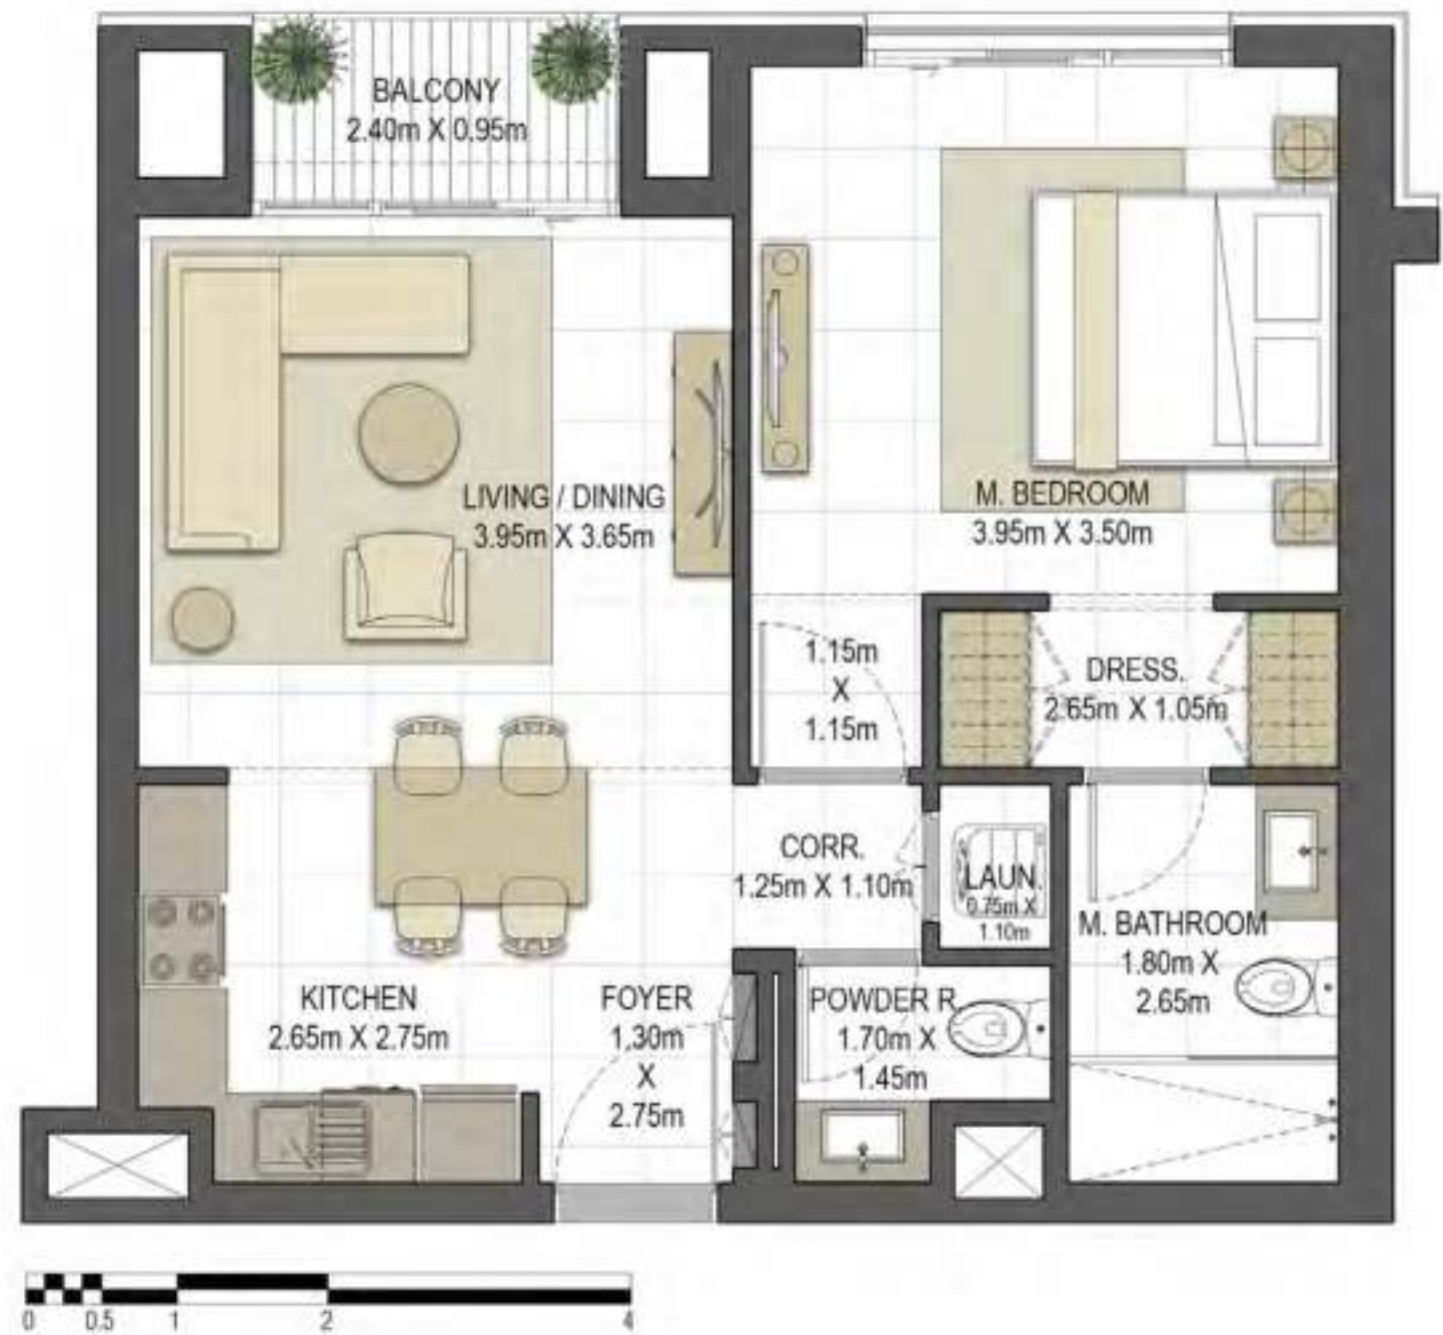 BALCONY
2.40m X 0.95m
LIVING / DINING
3.95m X 3.65m
M. BEDROOM
3.95m X 3.50m
1.15m
X
1.15m
DRESS.
2.65m X 1.05m
CORR.
1.25m X 1.10m
LAUN.
0.75m X
1.10m
M. BATHROOM
1.80m X
2.65m
KITCHEN
2.65m X 2.75m
FOYER
1.30m
X
2.75m
POWDER R.
1.70m X
1.45m
0 0.5 1 2 4